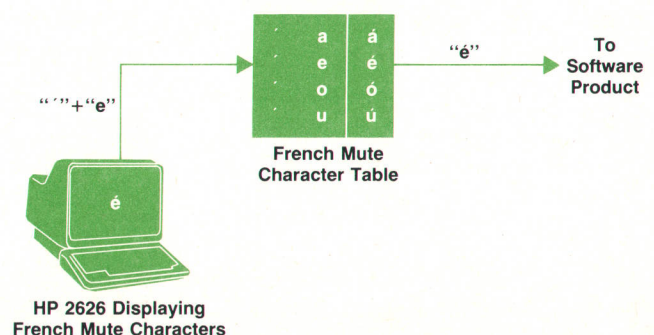 ´ a á
´ e é
´ o ó
´ u ú
“é”
To
Software
Product
“´”+“e”
French Mute
Character Table
é
HP 2626 Displaying
French Mute Characters